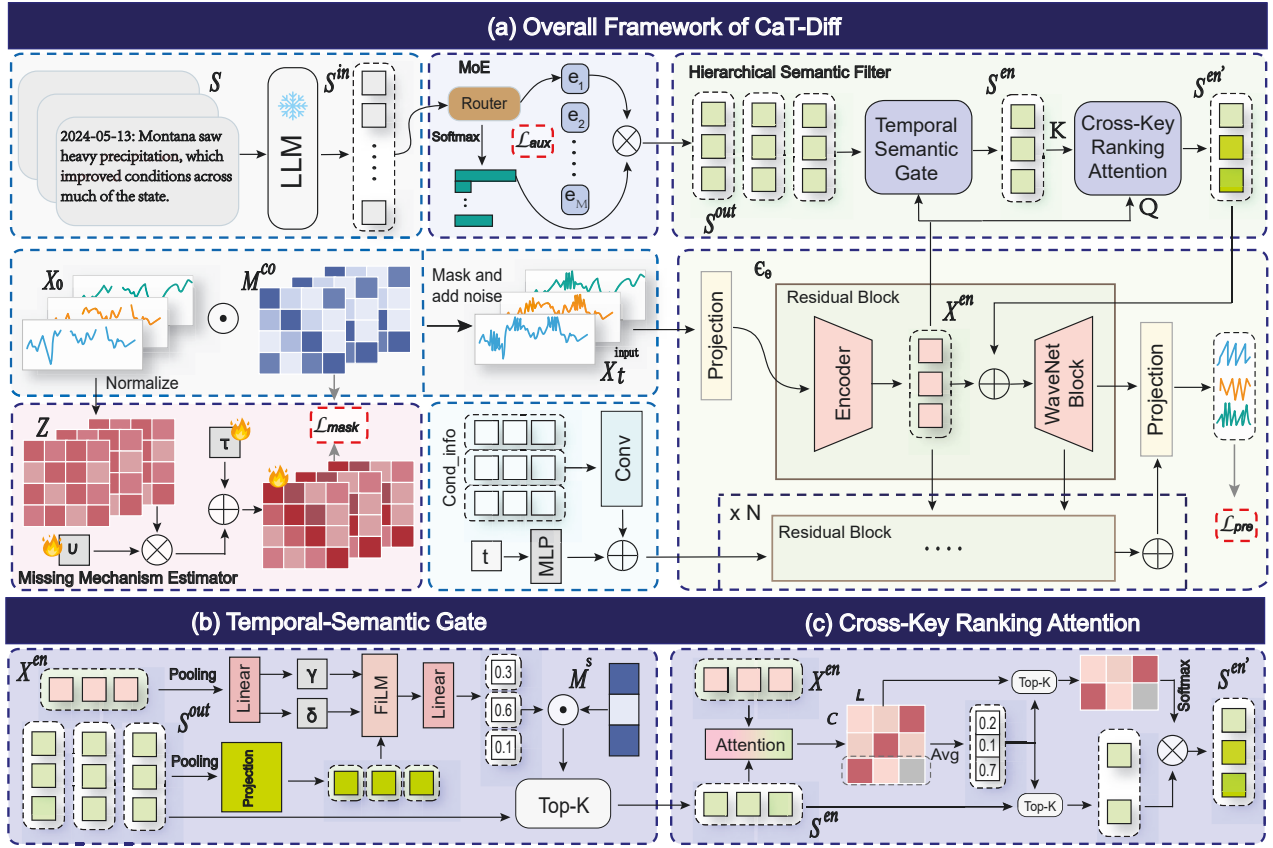 (a) Overall Framework of CaT-Diff
S
2024-05-13: Montana saw
heavy precipitation, which
improved conditions across
much of the state.
LLM
S^in
MoE
Router
Softmax
L_aux
e_1
e_2
e_M
Hierarchical Semantic Filter
S^out
Temporal
Semantic
Gate
S^en
K
Cross-Key
Ranking
Attention
Q
S^en'
X_0
M^co
Normalize
Mask and
add noise
X_t^input
Projection
ϵ_θ
Residual Block
Encoder
X^en
WaveNet
Block
Projection
L_pre
Z
τ
υ
L_mask
Missing Mechanism Estimator
Cond_info
Conv
t
MLP
x N
Residual Block
(b) Temporal-Semantic Gate
X^en
Pooling
S^out
Linear
γ
δ
FiLM
Linear
0.3
0.6
0.1
M^s
Pooling
Projection
Top-K
(c) Cross-Key Ranking Attention
X^en
Attention
S^en
L
C
Avg
0.2
0.1
0.7
Top-K
Top-K
Softmax
S^en'